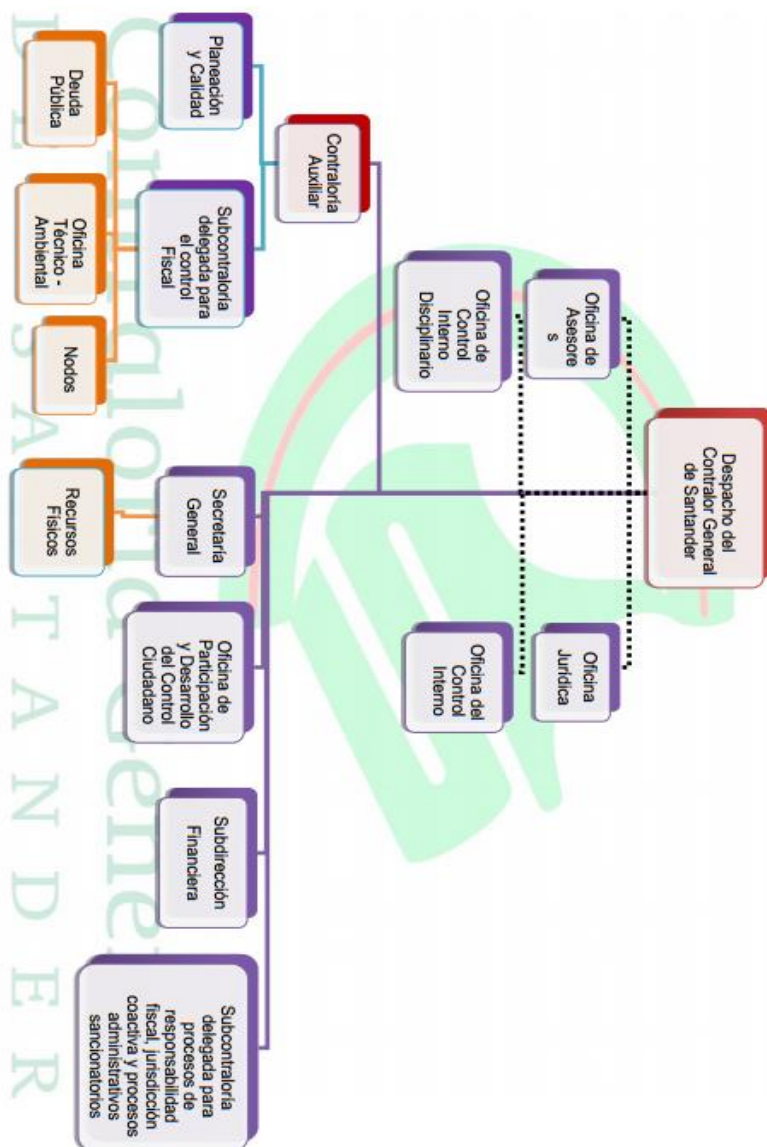 Despacho del
Contralor General
de Santander
Oficina de
Asesore
s
Oficina
Jurídica
Oficina de
Control
Interno
Disciplinario
Oficina del
Control
Interno
Contraloría
Auxiliar
Planeación
y Calidad
Subcontraloría
delegada para
el control
Fiscal
Deuda
Pública
Oficina
Técnico -
Ambiental
Nodos
Secretaría
General
Recursos
Físicos
Oficina de
Participación
y Desarrollo
del Control
Ciudadano
Subdirección
Financiera
Subcontraloría
delegada para
procesos de
responsabilidad
fiscal, jurisdicción
coactiva y procesos
administrativos
sancionatorios